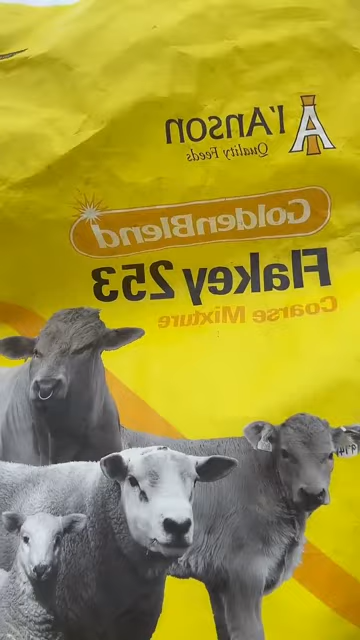 A I'Anson
Quality Feeds
GoldenBlend
Flakey 253
Coarse Mixture